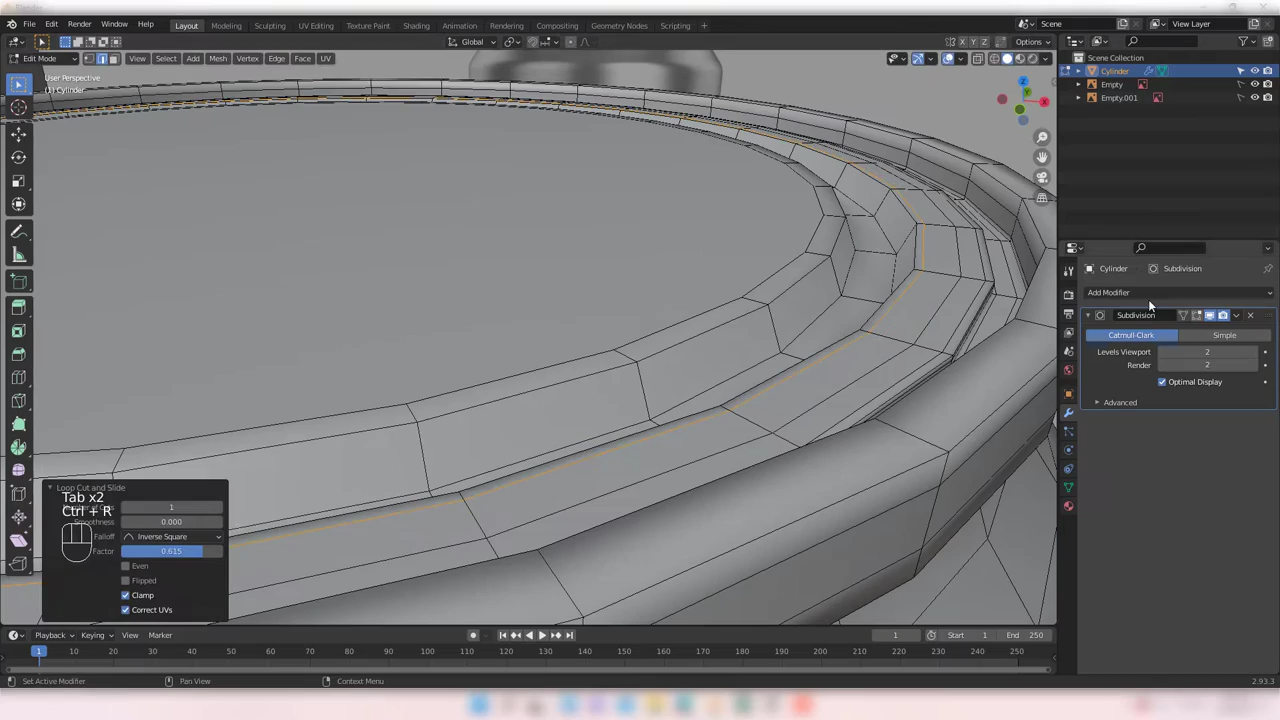 File Edit Render Window Help Layout Modeling Sculpting UV Editing Texture Paint Shading Animation Rendering Compositing Geometry Nodes Scripting + Scene View Layer
Global X Y Z Options
Edit Mode View Select Add Mesh Vertex Edge Face UV
User Perspective
(1) Cylinder
Scene Collection
Cylinder
Empty
Empty.001
Z
Y
X
Cylinder Subdivision
Add Modifier
Subdivision
Catmull-Clark Simple
Levels Viewport 2
Render 2
Optimal Display
Advanced
Loop Cut and Slide
Tab x2
1
Ctrl + R
Smoothness 0.000
Falloff Inverse Square
Factor 0.615
Even
Flipped
Clamp
Correct UVs
Playback Keying View Marker 1 Start 1 End 250
1 10 20 30 40 50 60 70 80 90 100 110 120 130 140 150 160 170 180 190 200 210 220 230 240 250
Set Active Modifier Pan View Context Menu 2.93.3